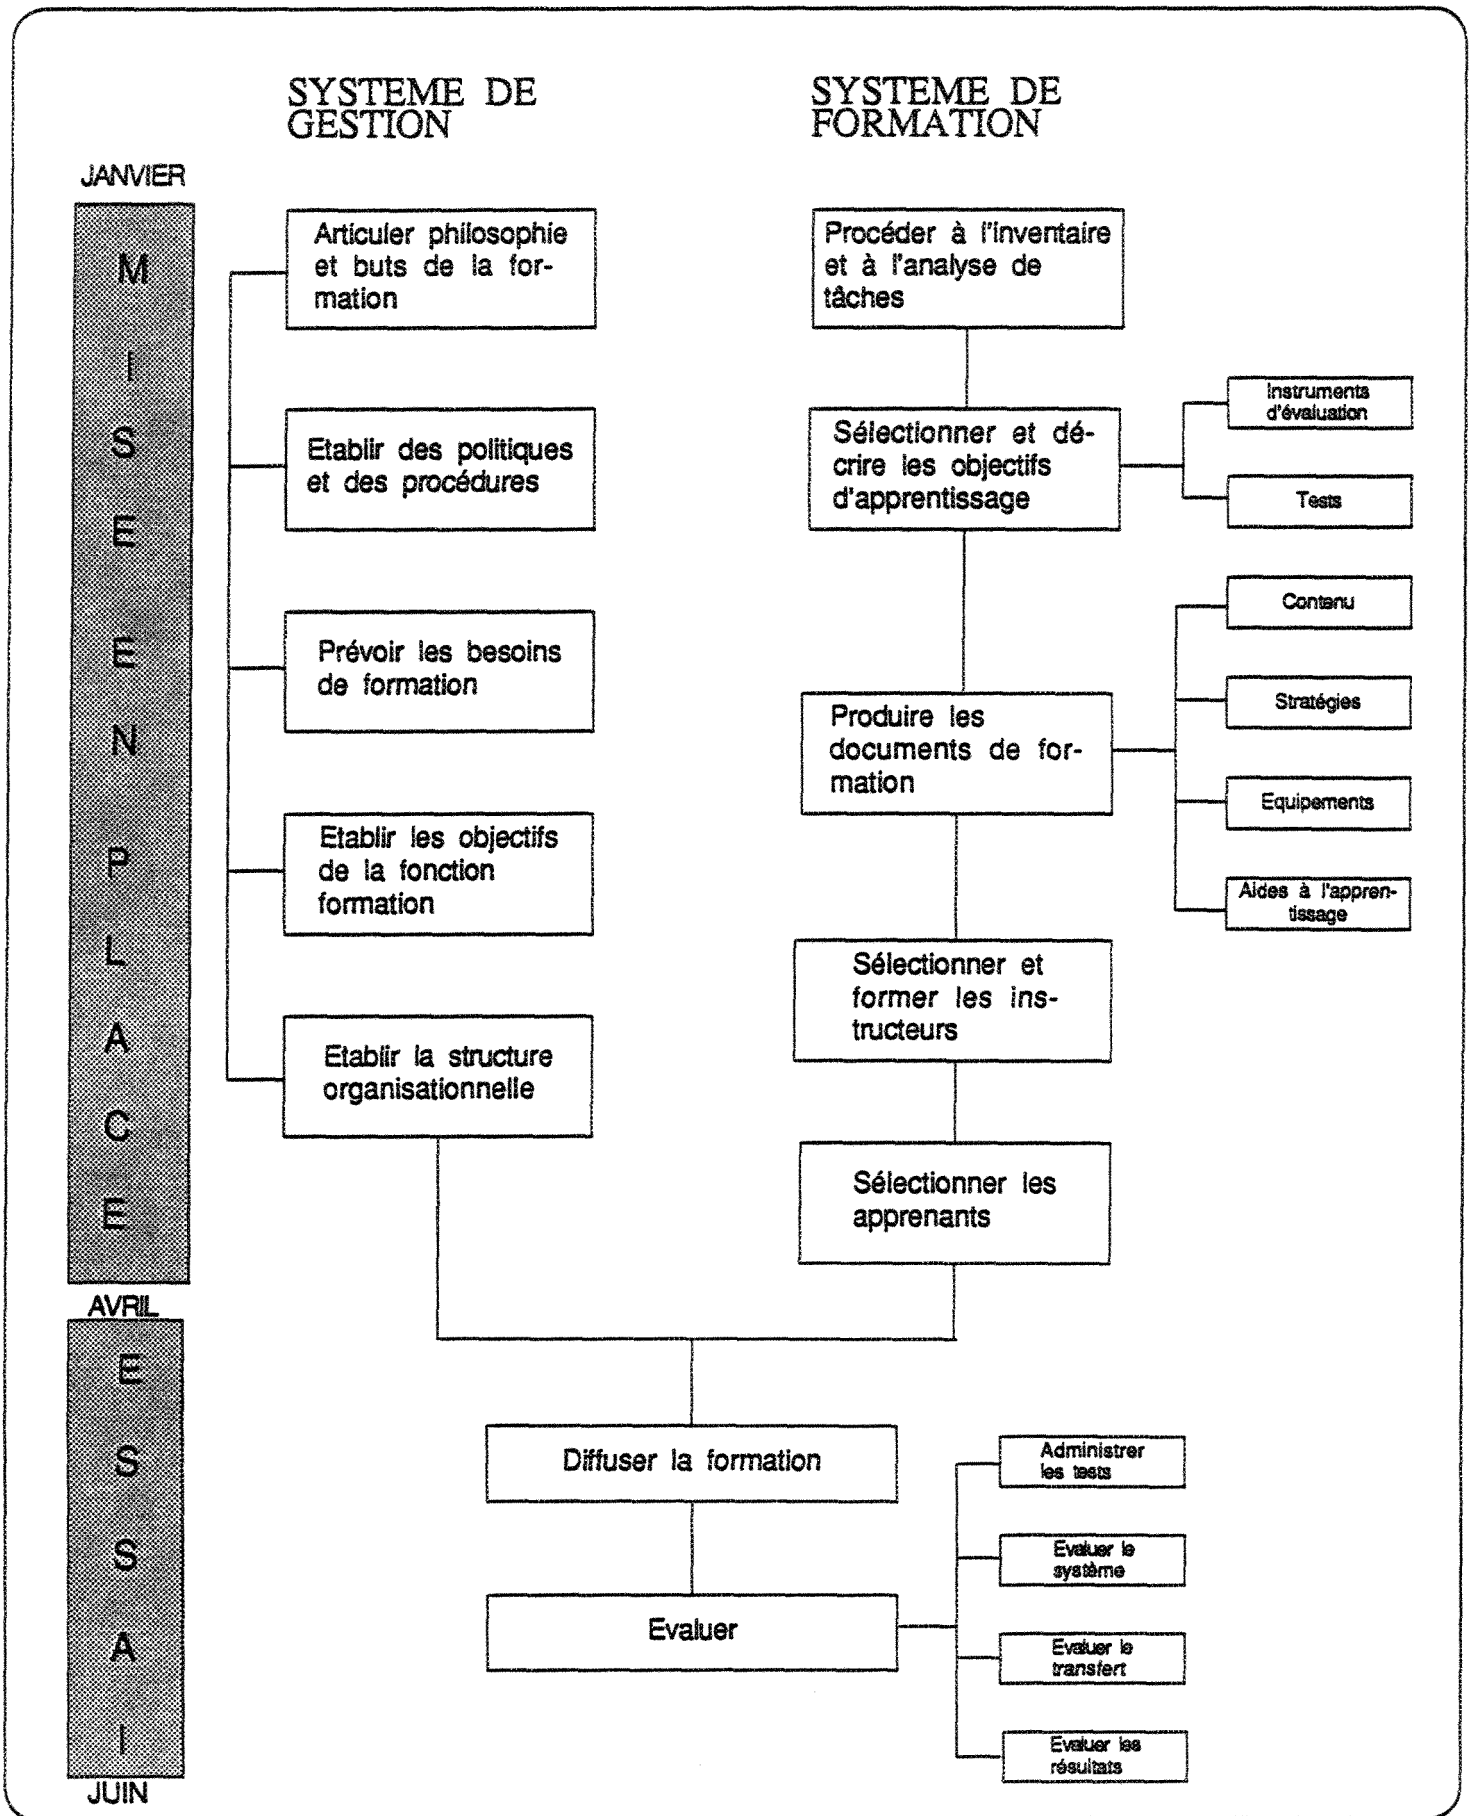 SYSTEME DE
GESTION
SYSTEME DE
FORMATION
JANVIER
M
I
S
E
E
N
P
L
A
C
E
AVRIL
E
S
S
A
I
JUIN
Articuler philosophie
et buts de la for-
mation
Etablir des politiques
et des procédures
Prévoir les besoins
de formation
Etablir les objectifs
de la fonction
formation
Etablir la structure
organisationnelle
Procéder à l'inventaire
et à l'analyse de
tâches
Sélectionner et dé-
crire les objectifs
d'apprentissage
Instruments
d'évaluation
Tests
Produire les
documents de for-
mation
Contenu
Stratégies
Equipements
Aides à l'appren-
tissage
Sélectionner et
former les ins-
tructeurs
Sélectionner les
apprenants
Diffuser la formation
Evaluer
Administrer
les tests
Evaluer le
système
Evaluer le
transfert
Evaluer les
résultats